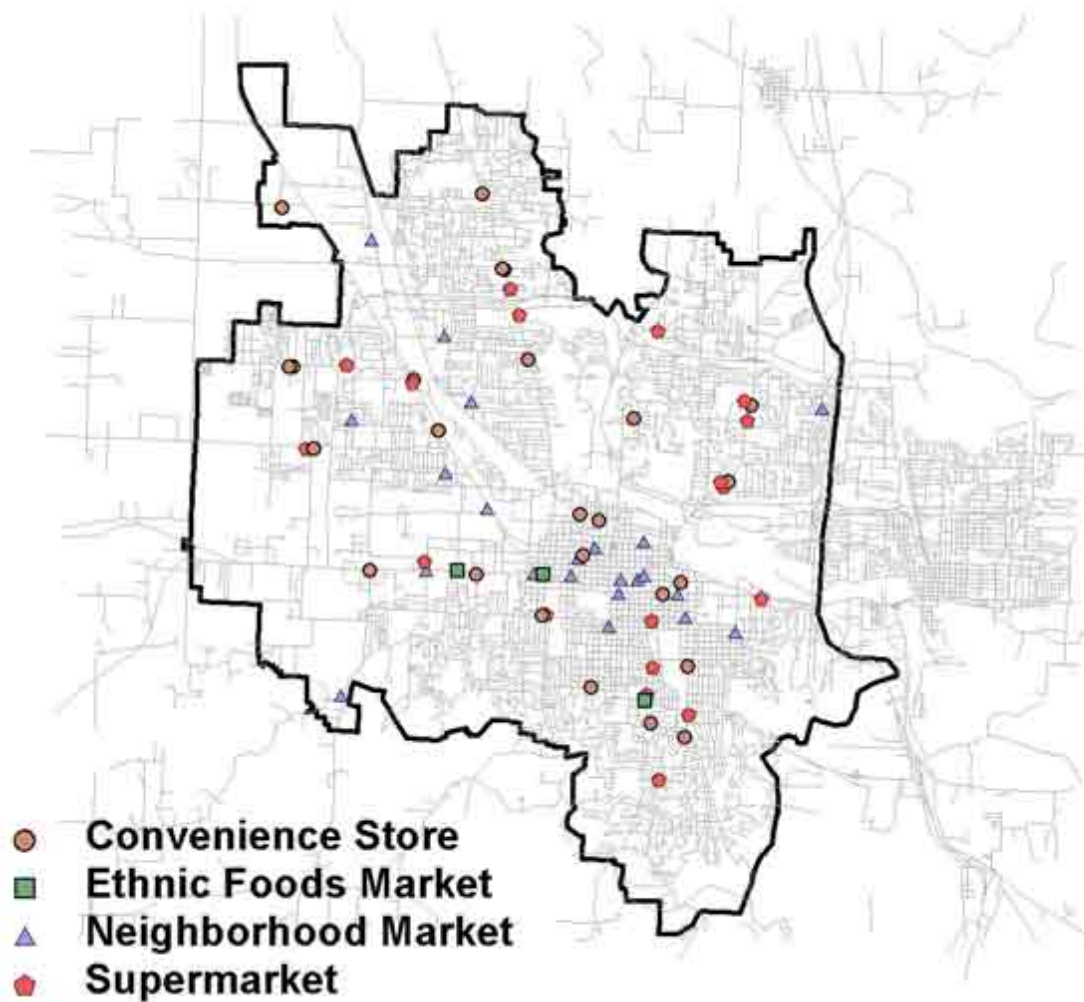 Convenience Store
Ethnic Foods Market
Neighborhood Market
Supermarket